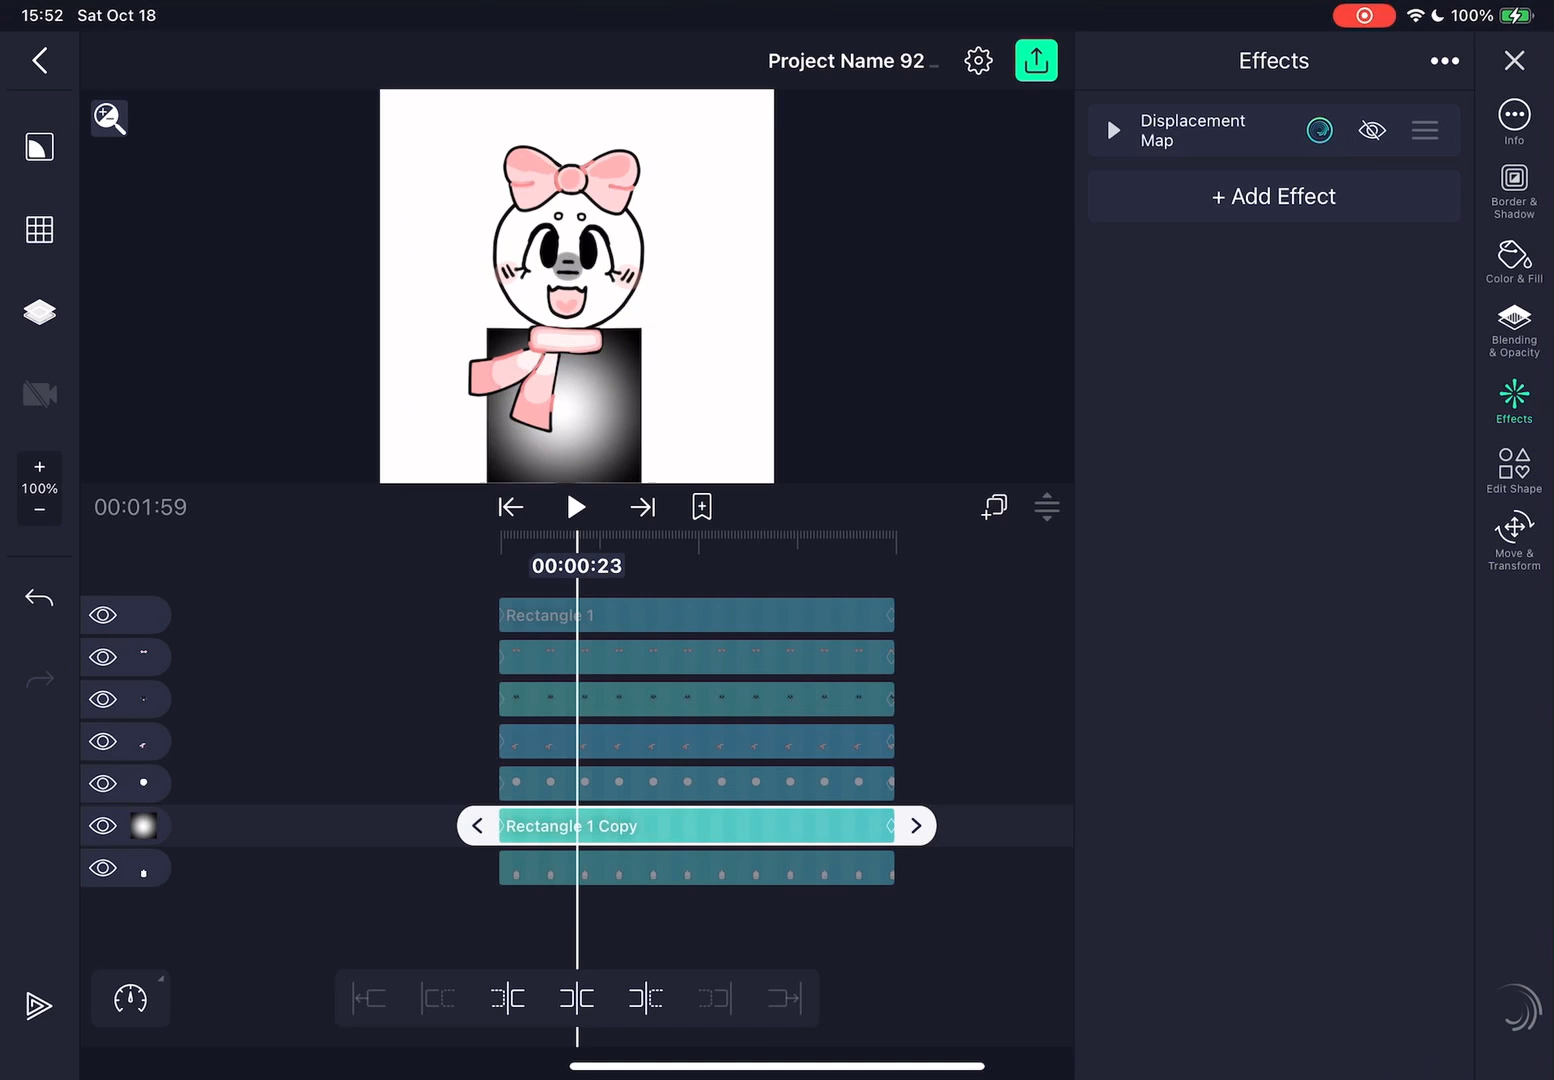 15:52 Sat Oct 18
100%
Project Name 92
Effects
Displacement
Map
+ Add Effect
Info
Border &
Shadow
Color & Fill
Blending
& Opacity
Effects
Edit Shape
Move &
Transform
+
100%
−
00:01:59
00:00:23
Rectangle 1
Rectangle 1 Copy